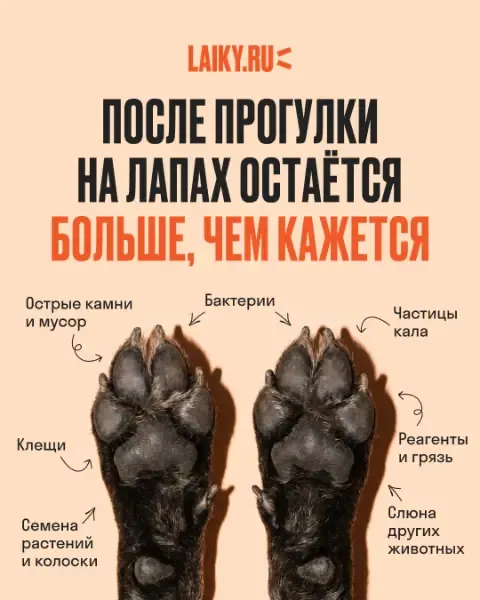 LAIKY.RU
ПОСЛЕ ПРОГУЛКИ
НА ЛАПАХ ОСТАЁТСЯ
БОЛЬШЕ, ЧЕМ КАЖЕТСЯ
Острые камни
и мусор
Бактерии
Частицы
кала
Клещи
Реагенты
и грязь
Семена
растений
и колоски
Слюна
других
животных